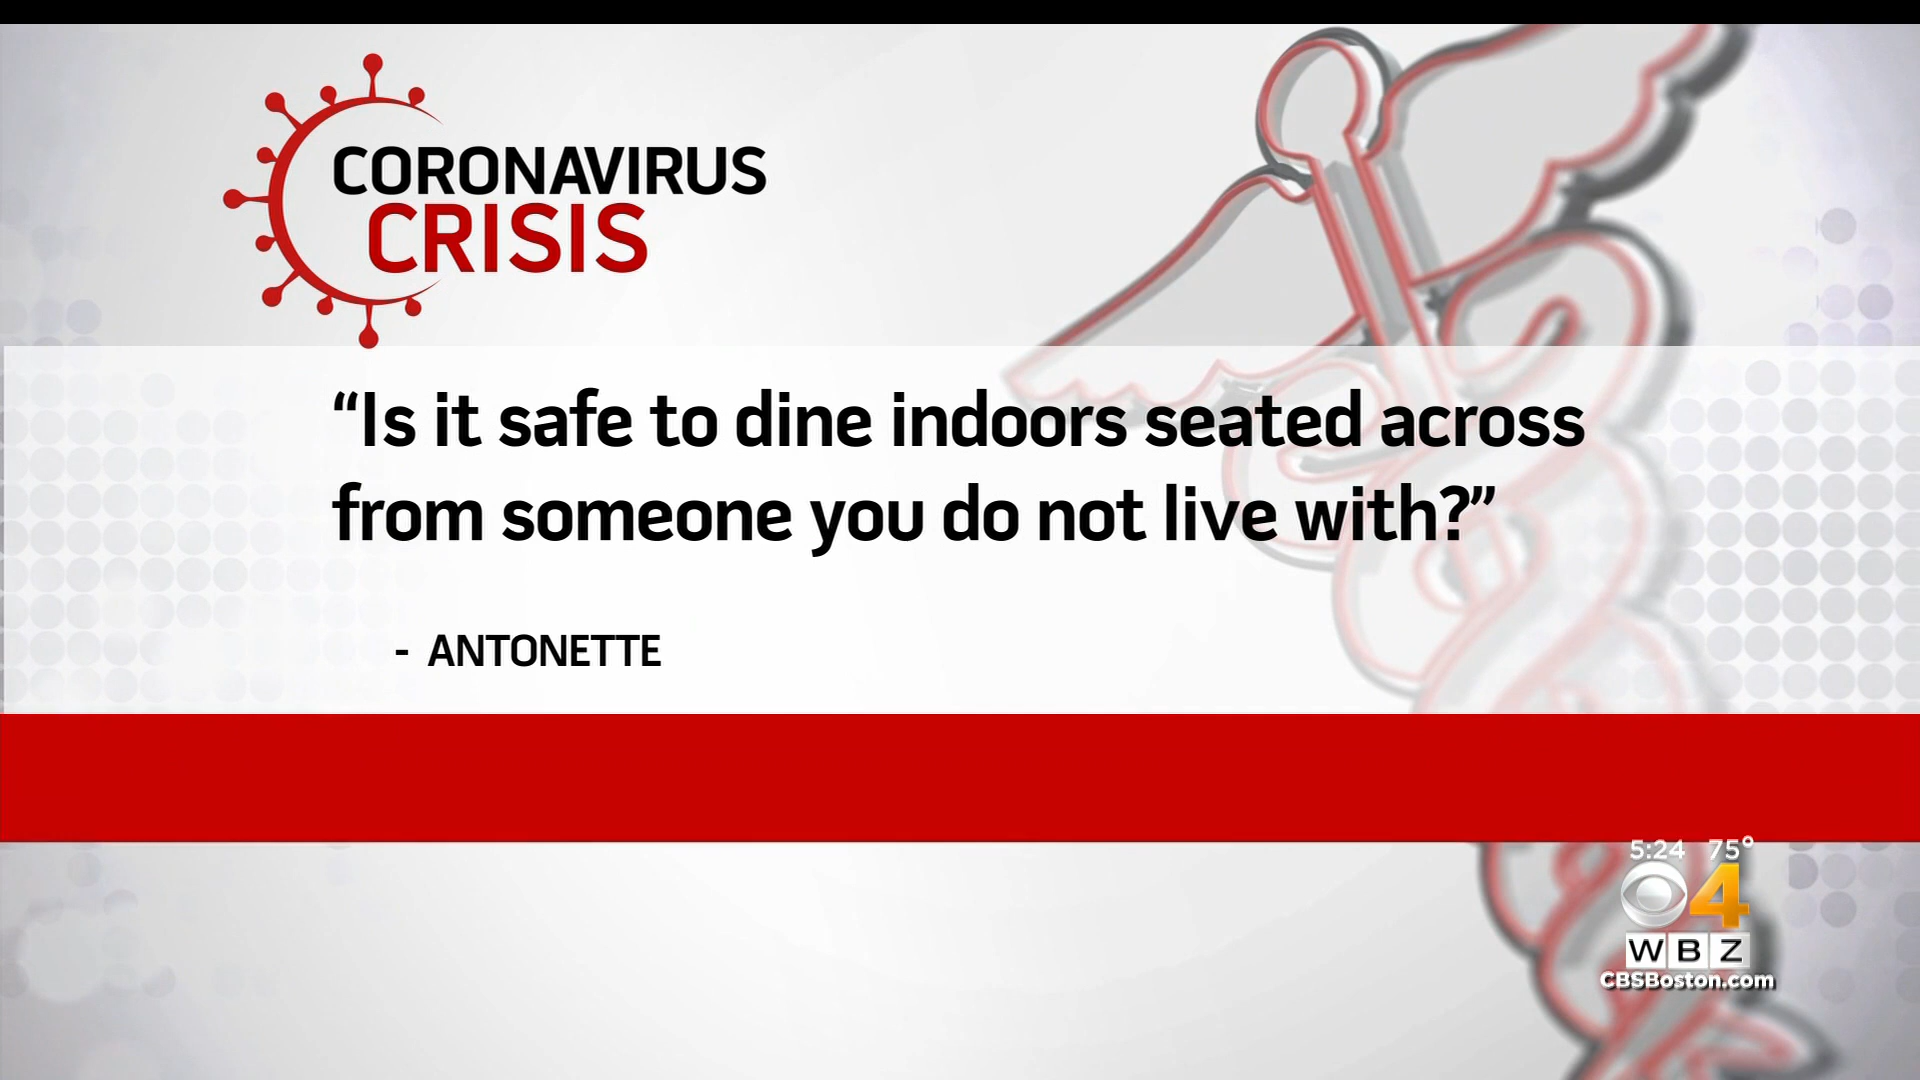 CORONAVIRUS
CRISIS
“Is it safe to dine indoors seated across
from someone you do not live with?”
- ANTONETTE
5:24 75°
4
WBZ
CBSBoston.com